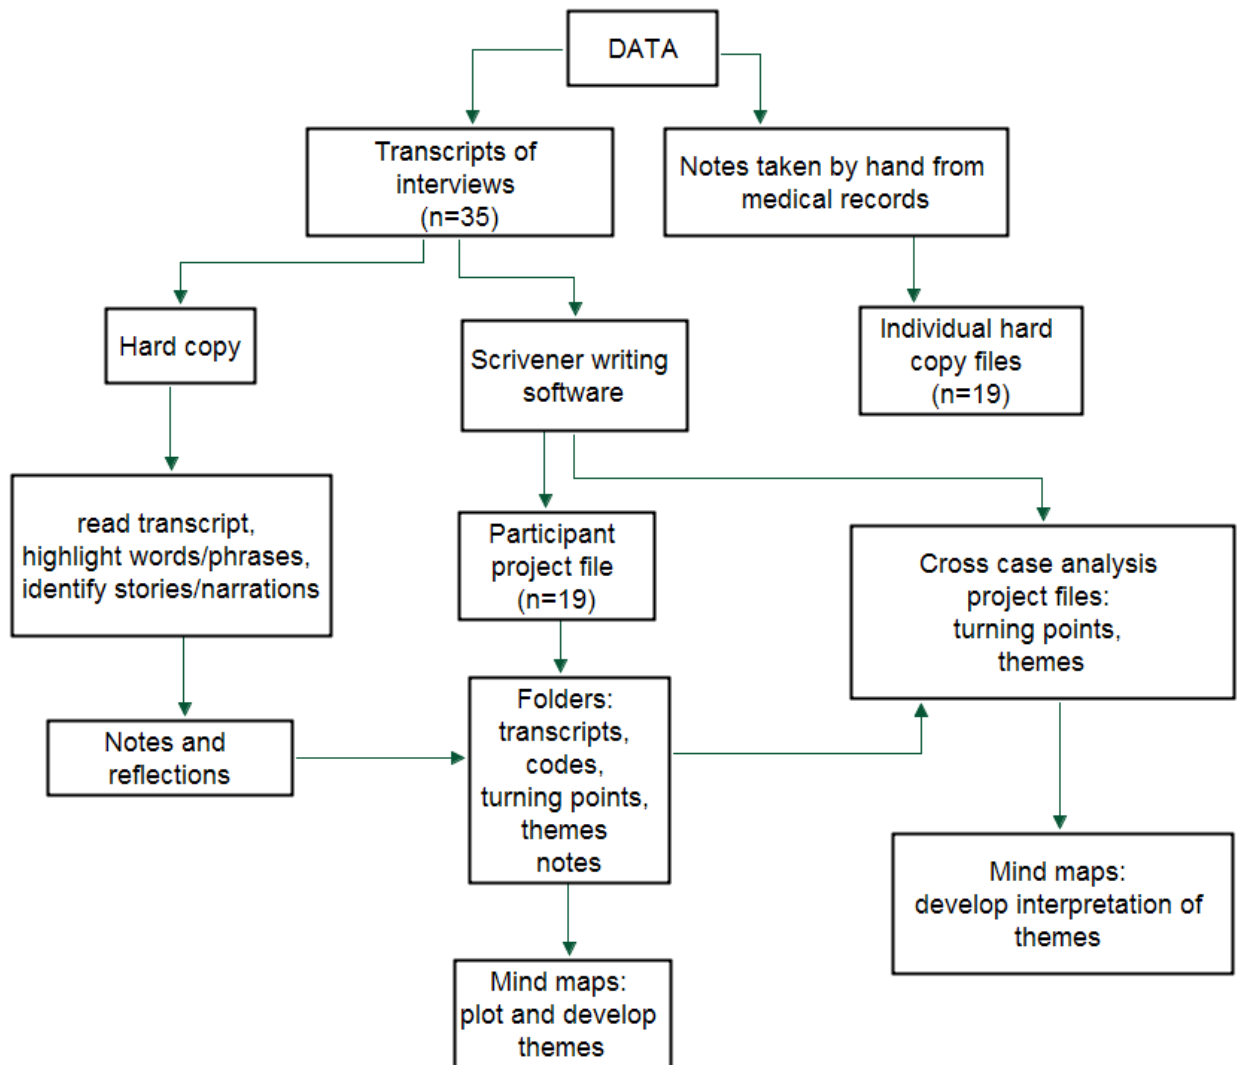 DATA
Transcripts of
interviews
(n=35)
Notes taken by hand from
medical records
Hard copy
Scrivener writing
software
Individual hard
copy files
(n=19)
read transcript,
highlight words/phrases,
identify stories/narrations
Participant
project file
(n=19)
Cross case analysis
project files:
turning points,
themes
Notes and
reflections
Folders:
transcripts,
codes,
turning points,
themes
notes
Mind maps:
develop interpretation of
themes
Mind maps:
plot and develop
themes